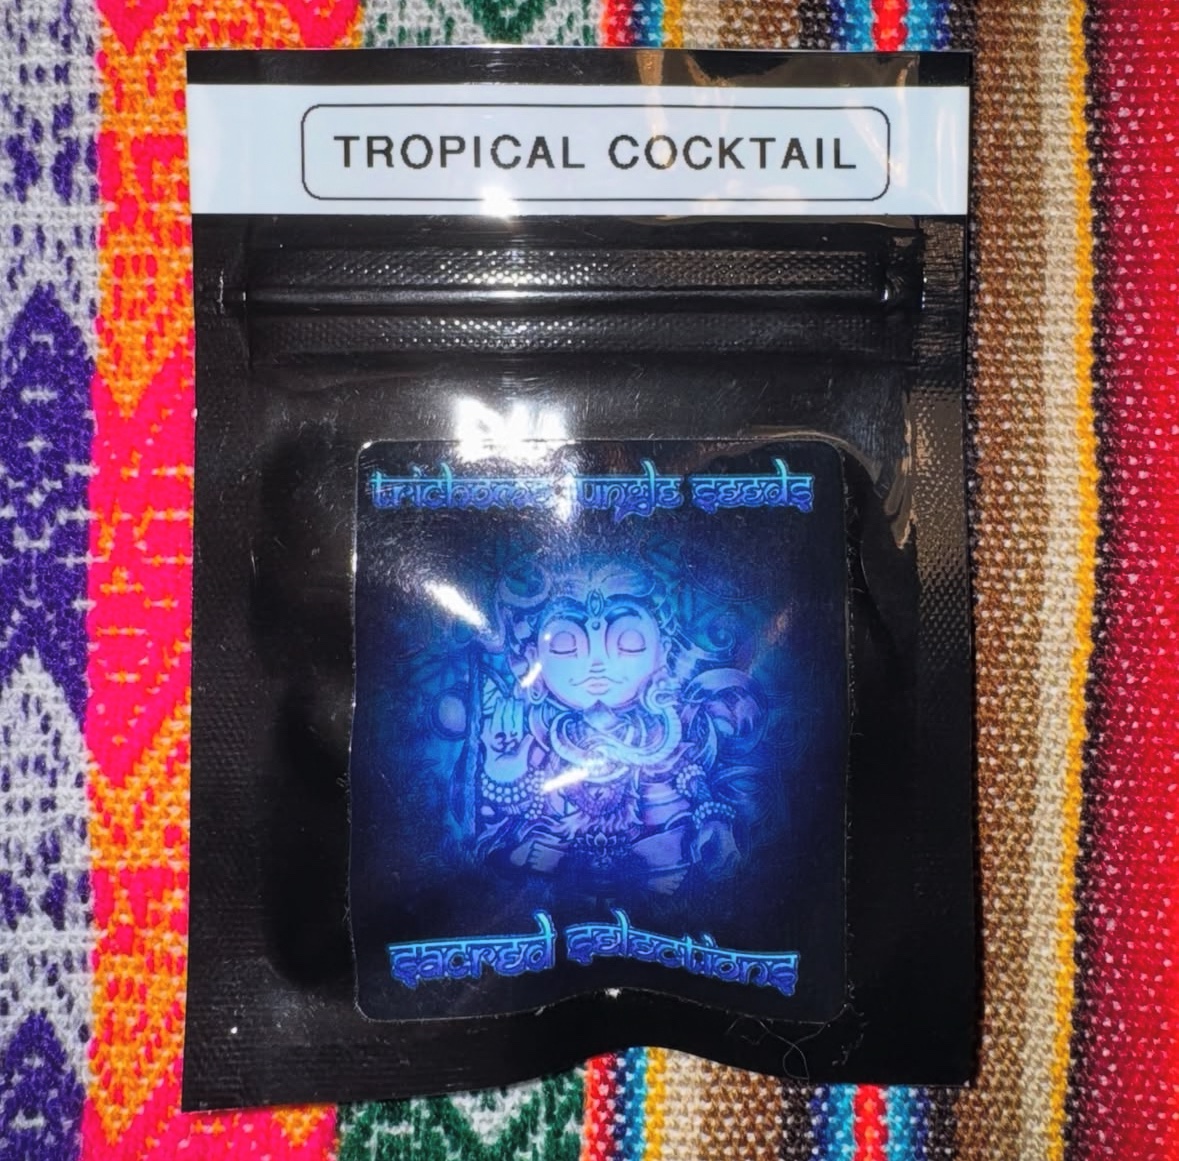 TROPICAL COCKTAIL
trichome jungle seeds
ॐ
sacred selections